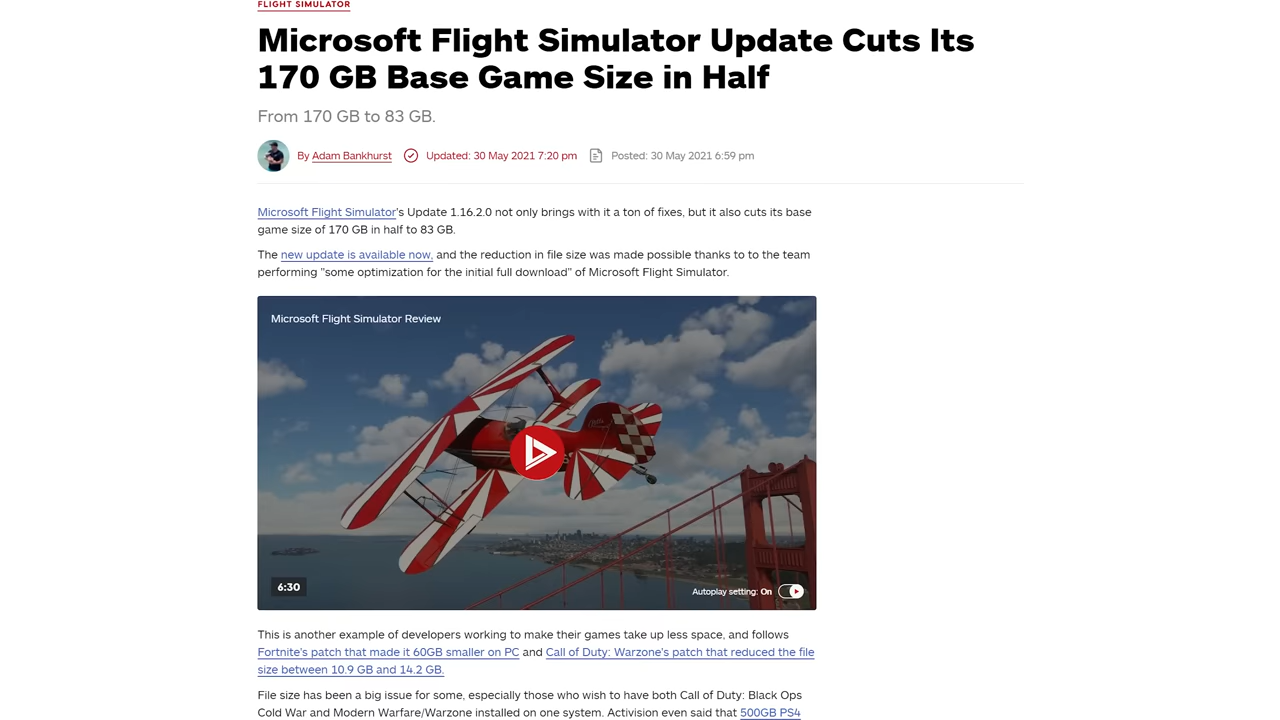 FLIGHT SIMULATOR
Microsoft Flight Simulator Update Cuts Its
170 GB Base Game Size in Half
From 170 GB to 83 GB.
By Adam Bankhurst Updated: 30 May 2021 7:20 pm Posted: 30 May 2021 6:59 pm
Microsoft Flight Simulator's Update 1.16.2.0 not only brings with it a ton of fixes, but it also cuts its base
game size of 170 GB in half to 83 GB.
The new update is available now, and the reduction in file size was made possible thanks to to the team
performing "some optimization for the initial full download" of Microsoft Flight Simulator.
Microsoft Flight Simulator Review
6:30
Autoplay setting: On
This is another example of developers working to make their games take up less space, and follows
Fortnite's patch that made it 60GB smaller on PC and Call of Duty: Warzone's patch that reduced the file
size between 10.9 GB and 14.2 GB.
File size has been a big issue for some, especially those who wish to have both Call of Duty: Black Ops
Cold War and Modern Warfare/Warzone installed on one system. Activision even said that 500GB PS4